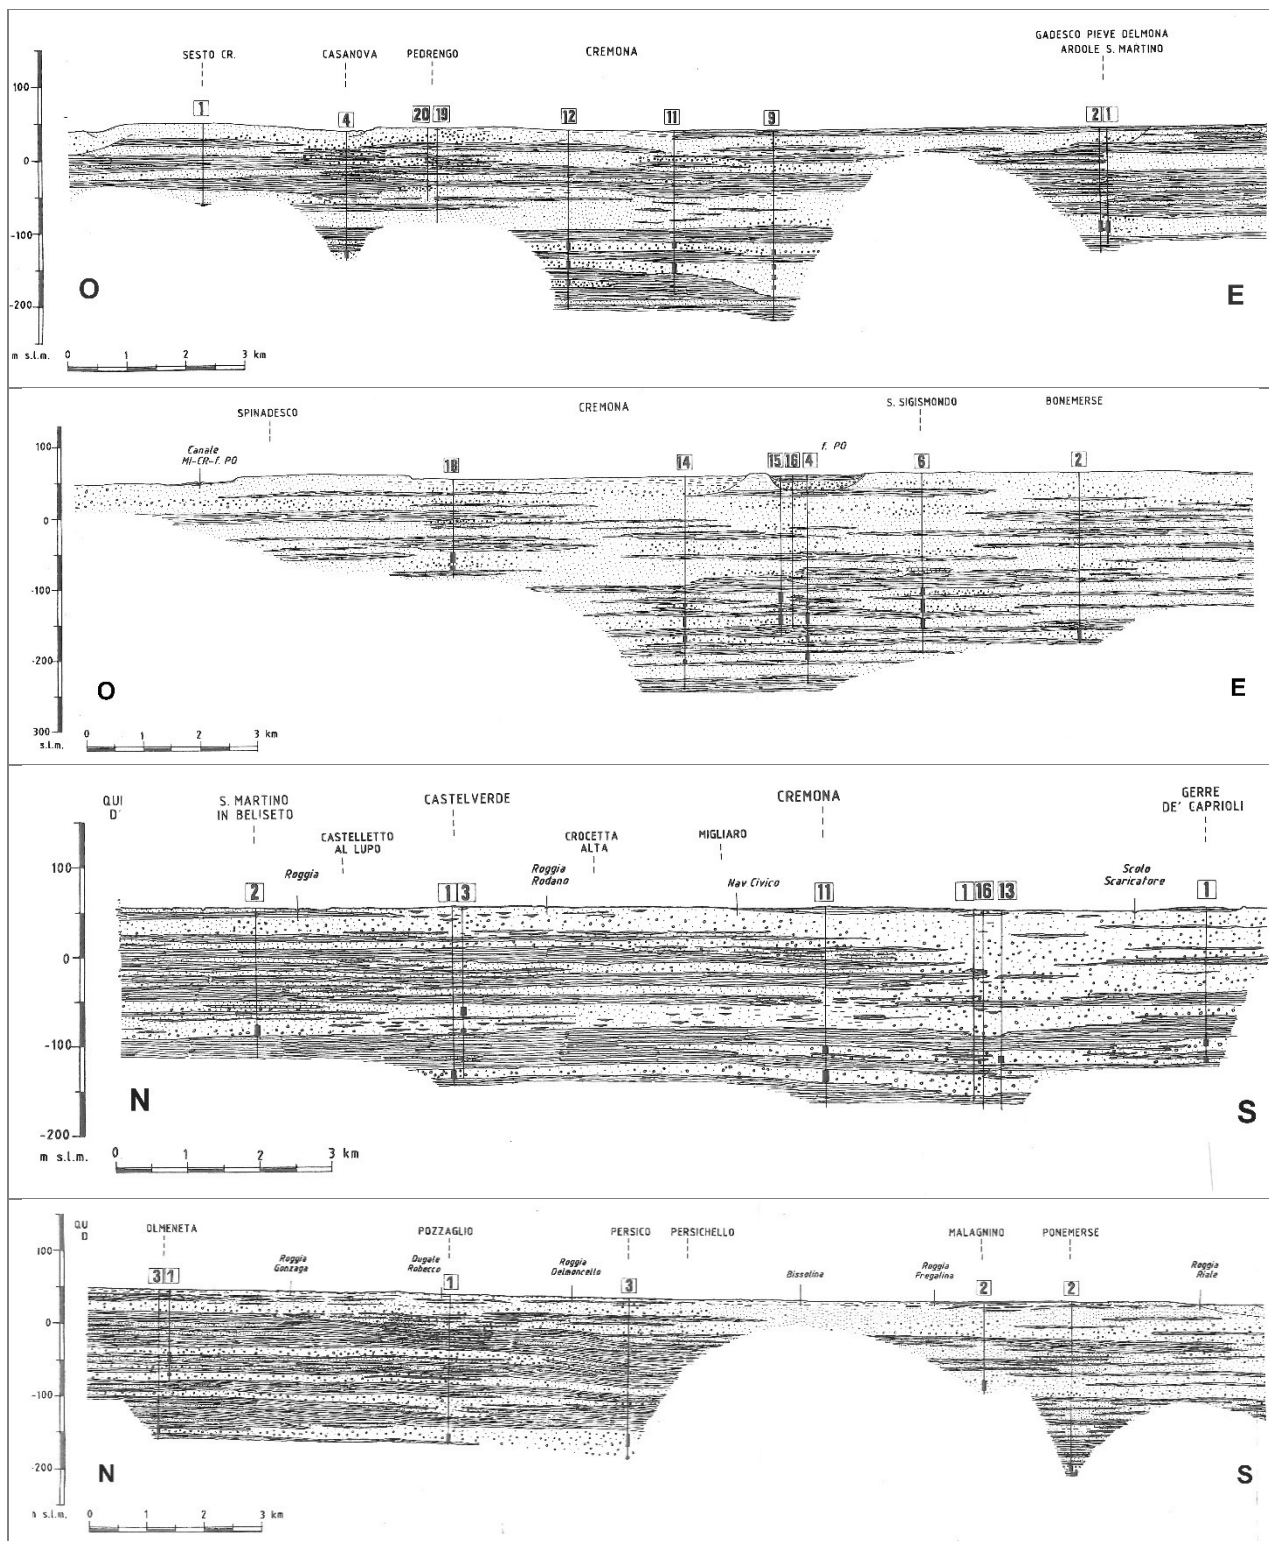 GADESCO PIEVE DELMONA
ARDOLE S. MARTINO
SESTO CR.
CASANOVA
PEDRENGO
CREMONA
100
1
4
20 19
12
11
9
2 1
0
-100
-200
O
E
m s.l.m.
0 1 2 3 km
SPINADESCO
CREMONA
S. SIGISMONDO
BONEMERSE
Canale
MI-CR-f. PO
f. PO
100
18
14
15 16 4
6
2
0
-100
-200
300
O
E
s.l.m.
0 1 2 3 km
QUI
D'
S. MARTINO
IN BELISETO
CASTELVERDE
CREMONA
GERRE
DE' CAPRIOLI
CASTELLETTO
AL LUPO
CROCETTA
ALTA
MIGLIARO
Roggia
Roggia
Rodano
Nav Civico
Scolo
Scaricatore
100
2
1 3
11
1 16 13
1
0
-100
-200
N
S
m s.l.m.
0 1 2 3 km
QU
D
OLMENETA
POZZAGLIO
PERSICO
PERSICHELLO
MALAGNINO
PONEMERSE
Roggia
Gonzaga
Dugale
Robecco
Roggia
Delmoncello
Bissolina
Roggia
Fregalina
Roggia
Riale
100
3 1
1
3
2
2
0
-100
-200
N
S
s.l.m.
0 1 2 3 km